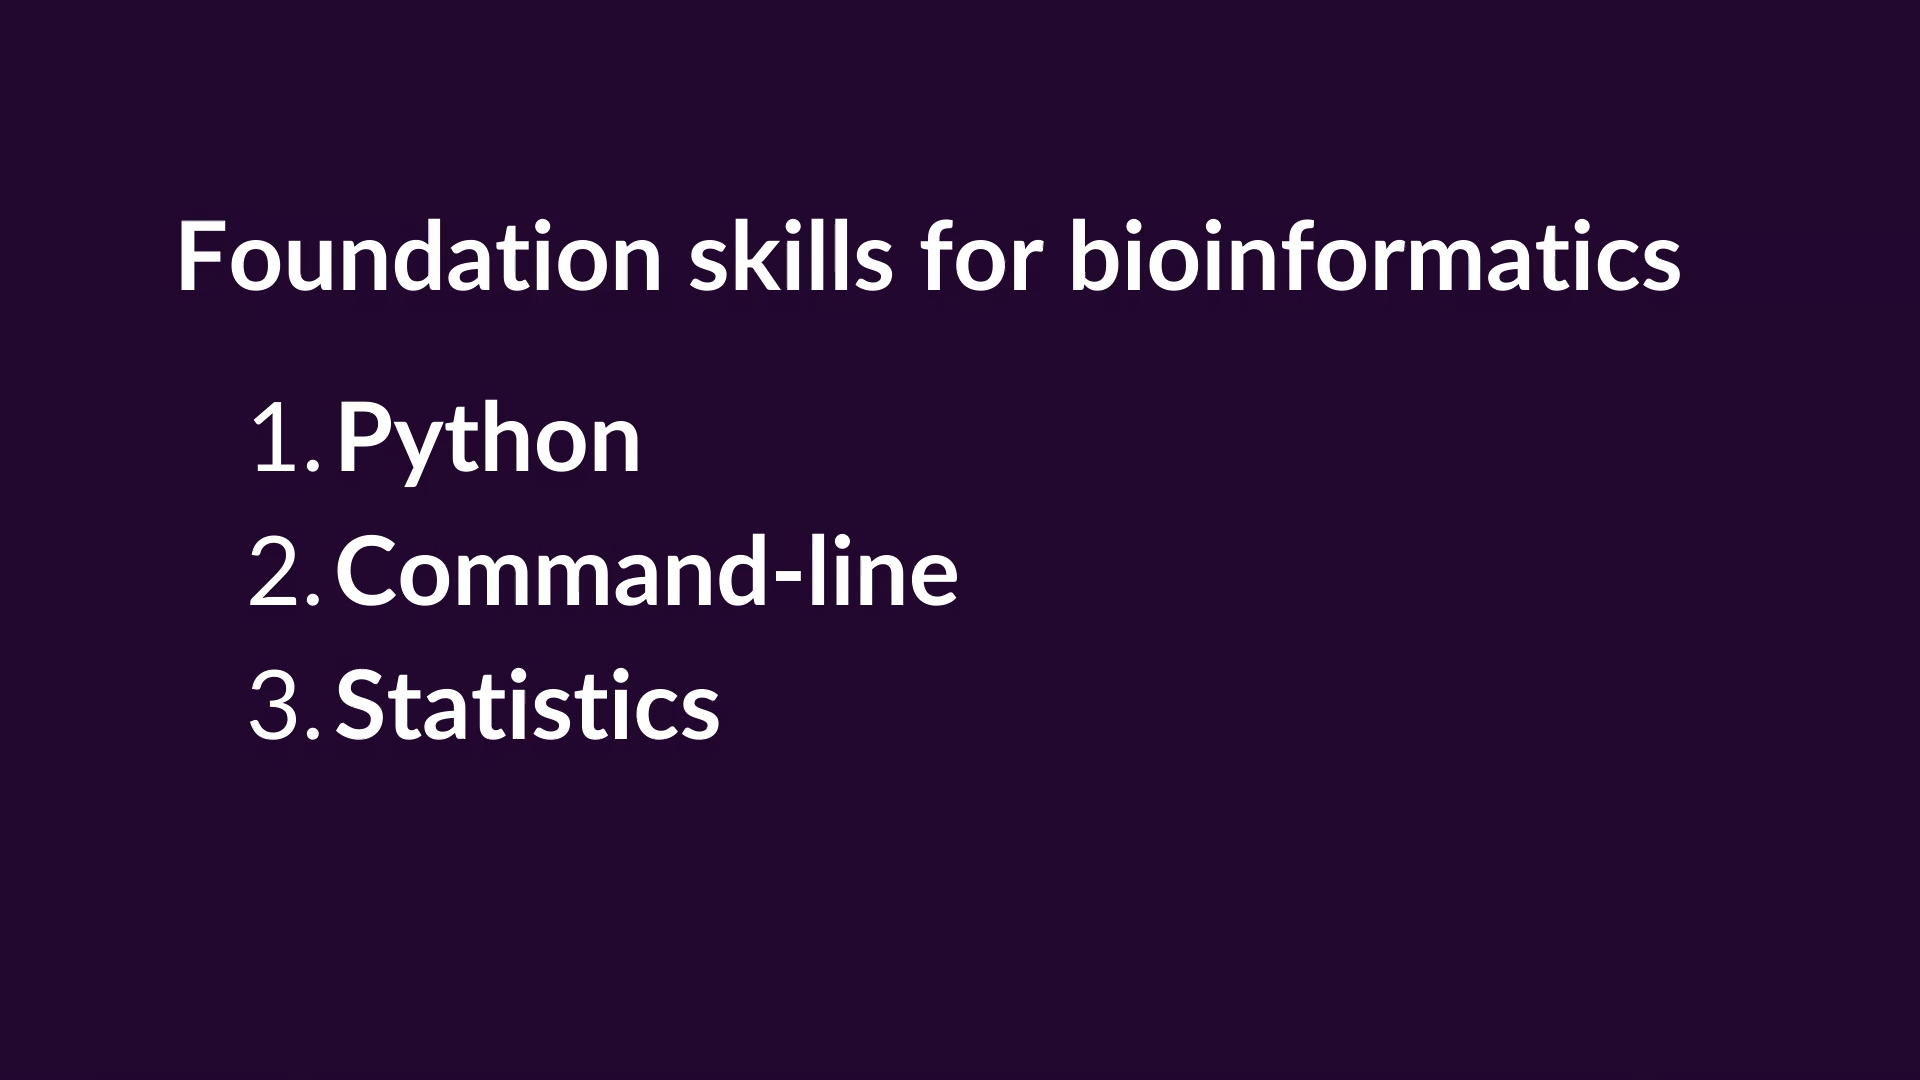 Foundation skills for bioinformatics
1. Python
2. Command-line
3. Statistics